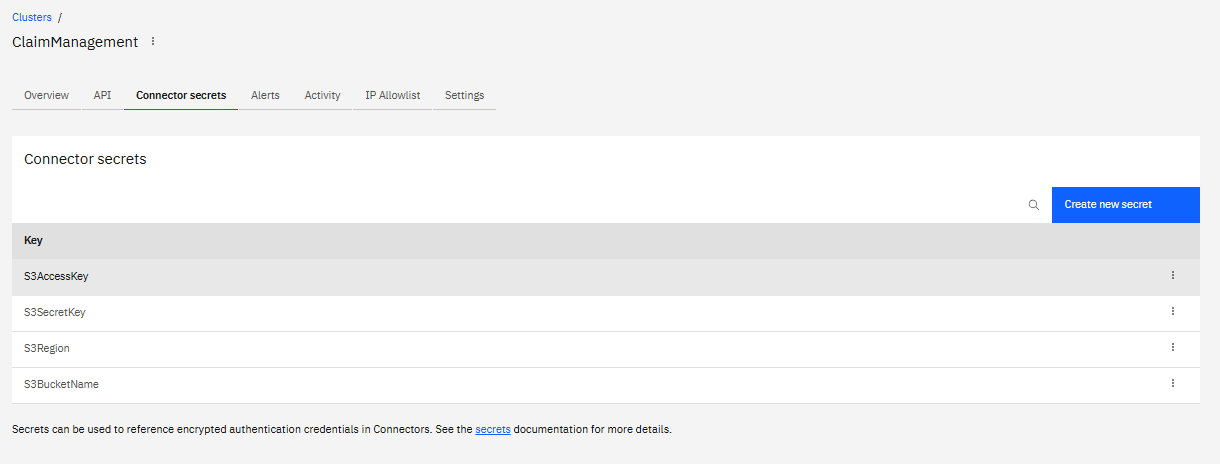 Clusters /
ClaimManagement
Overview API Connector secrets Alerts Activity IP Allowlist Settings
Connector secrets
Create new secret
Key
S3AccessKey
S3SecretKey
S3Region
S3BucketName
Secrets can be used to reference encrypted authentication credentials in Connectors. See the secrets documentation for more details.